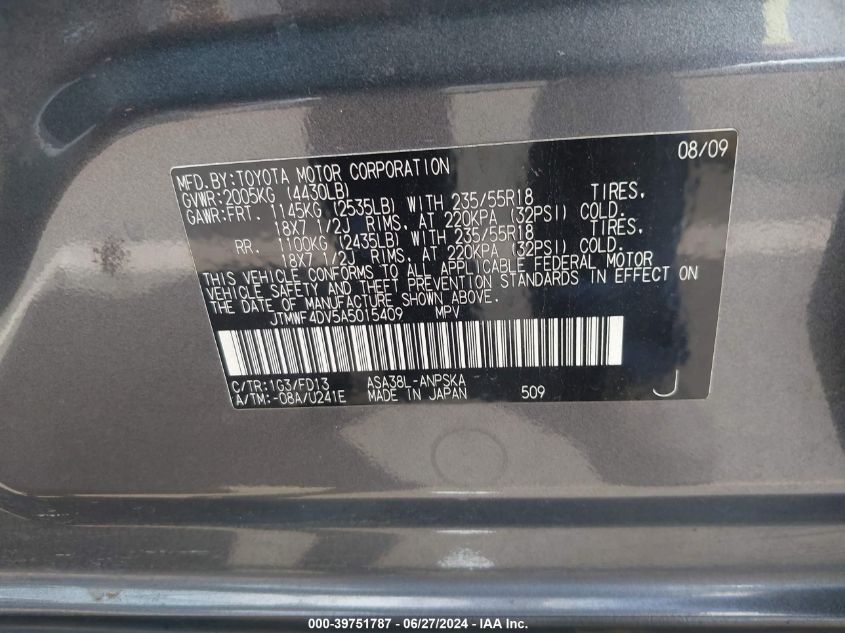 08/09
MFD.BY:TOYOTA MOTOR CORPORATION
GVWR:2005KG (4430LB)
GAWR:FRT. 1145KG (2535LB) WITH 235/55R18 TIRES,
18X7 1/2J RIMS, AT 220KPA (32PSI) COLD.
RR. 1100KG (2435LB) WITH 235/55R18 TIRES,
18X7 1/2J RIMS, AT 220KPA (32PSI) COLD.
THIS VEHICLE CONFORMS TO ALL APPLICABLE FEDERAL MOTOR
VEHICLE SAFETY AND THEFT PREVENTION STANDARDS IN EFFECT ON
THE DATE OF MANUFACTURE SHOWN ABOVE.
JTMWF4DV5A5015409 MPV
C/TR:1G3/FD13 ASA38L-ANPSKA
A/TM:-08A/U241E MADE IN JAPAN 509 J
000-39751787 - 06/27/2024 - IAA Inc.